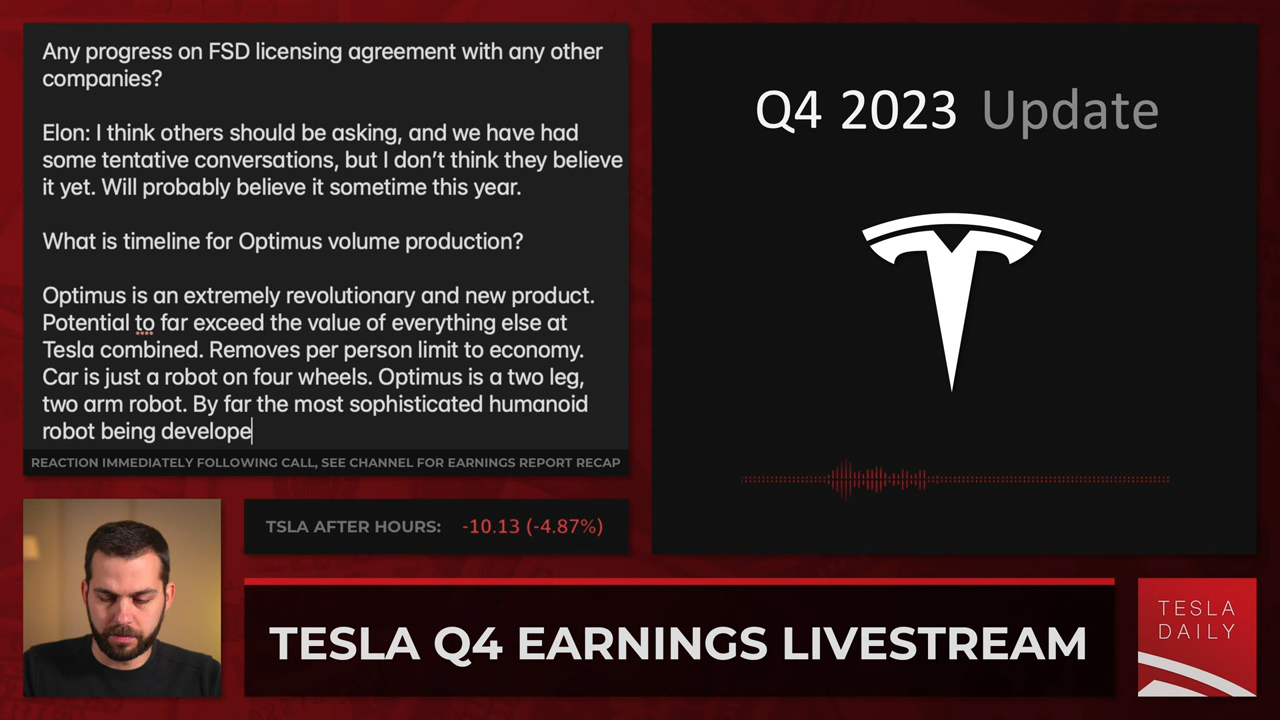 Any progress on FSD licensing agreement with any other
companies?
Elon: I think others should be asking, and we have had
some tentative conversations, but I don’t think they believe
it yet. Will probably believe it sometime this year.
What is timeline for Optimus volume production?
Optimus is an extremely revolutionary and new product.
Potential to far exceed the value of everything else at
Tesla combined. Removes per person limit to economy.
Car is just a robot on four wheels. Optimus is a two leg,
two arm robot. By far the most sophisticated humanoid
robot being develope
REACTION IMMEDIATELY FOLLOWING CALL, SEE CHANNEL FOR EARNINGS REPORT RECAP
Q4 2023 Update
TSLA AFTER HOURS: -10.13 (-4.87%)
TESLA Q4 EARNINGS LIVESTREAM
TESLA
DAILY